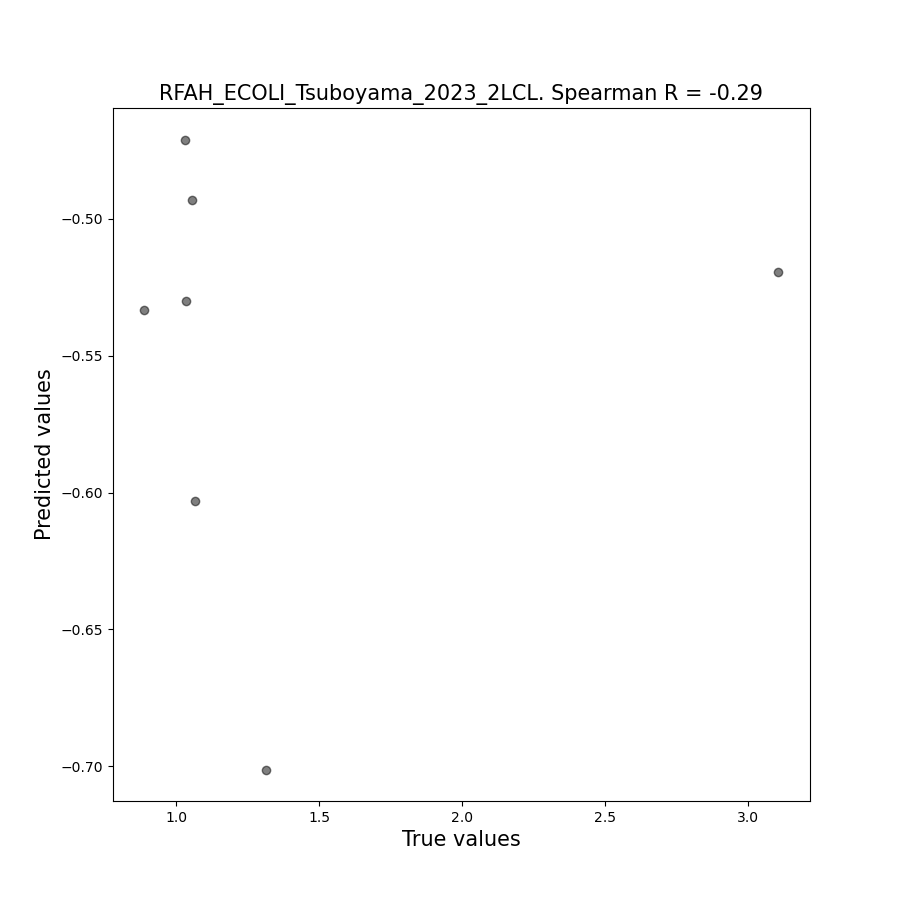 RFAH_ECOLI_Tsuboyama_2023_2LCL. Spearman R = -0.29
−0.50
−0.55
−0.60
−0.65
−0.70
Predicted values
1.0 1.5 2.0 2.5 3.0
True values